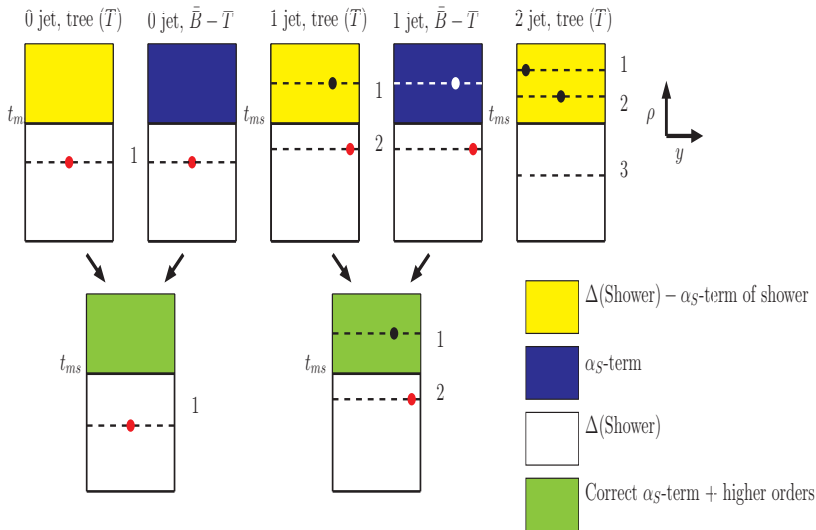 0 jet, tree (T̅)
0 jet, B̅̅ − T̅
1 jet, tree (T̅)
1 jet, B̅̅ − T̅
2 jet, tree (T̅)
t_m
1
t_ms
1
2
t_ms
1
2
3
ρ
y
t_ms
1
t_ms
1
2
Δ(Shower) − α_S-term of shower
α_S-term
Δ(Shower)
Correct α_S-term + higher orders